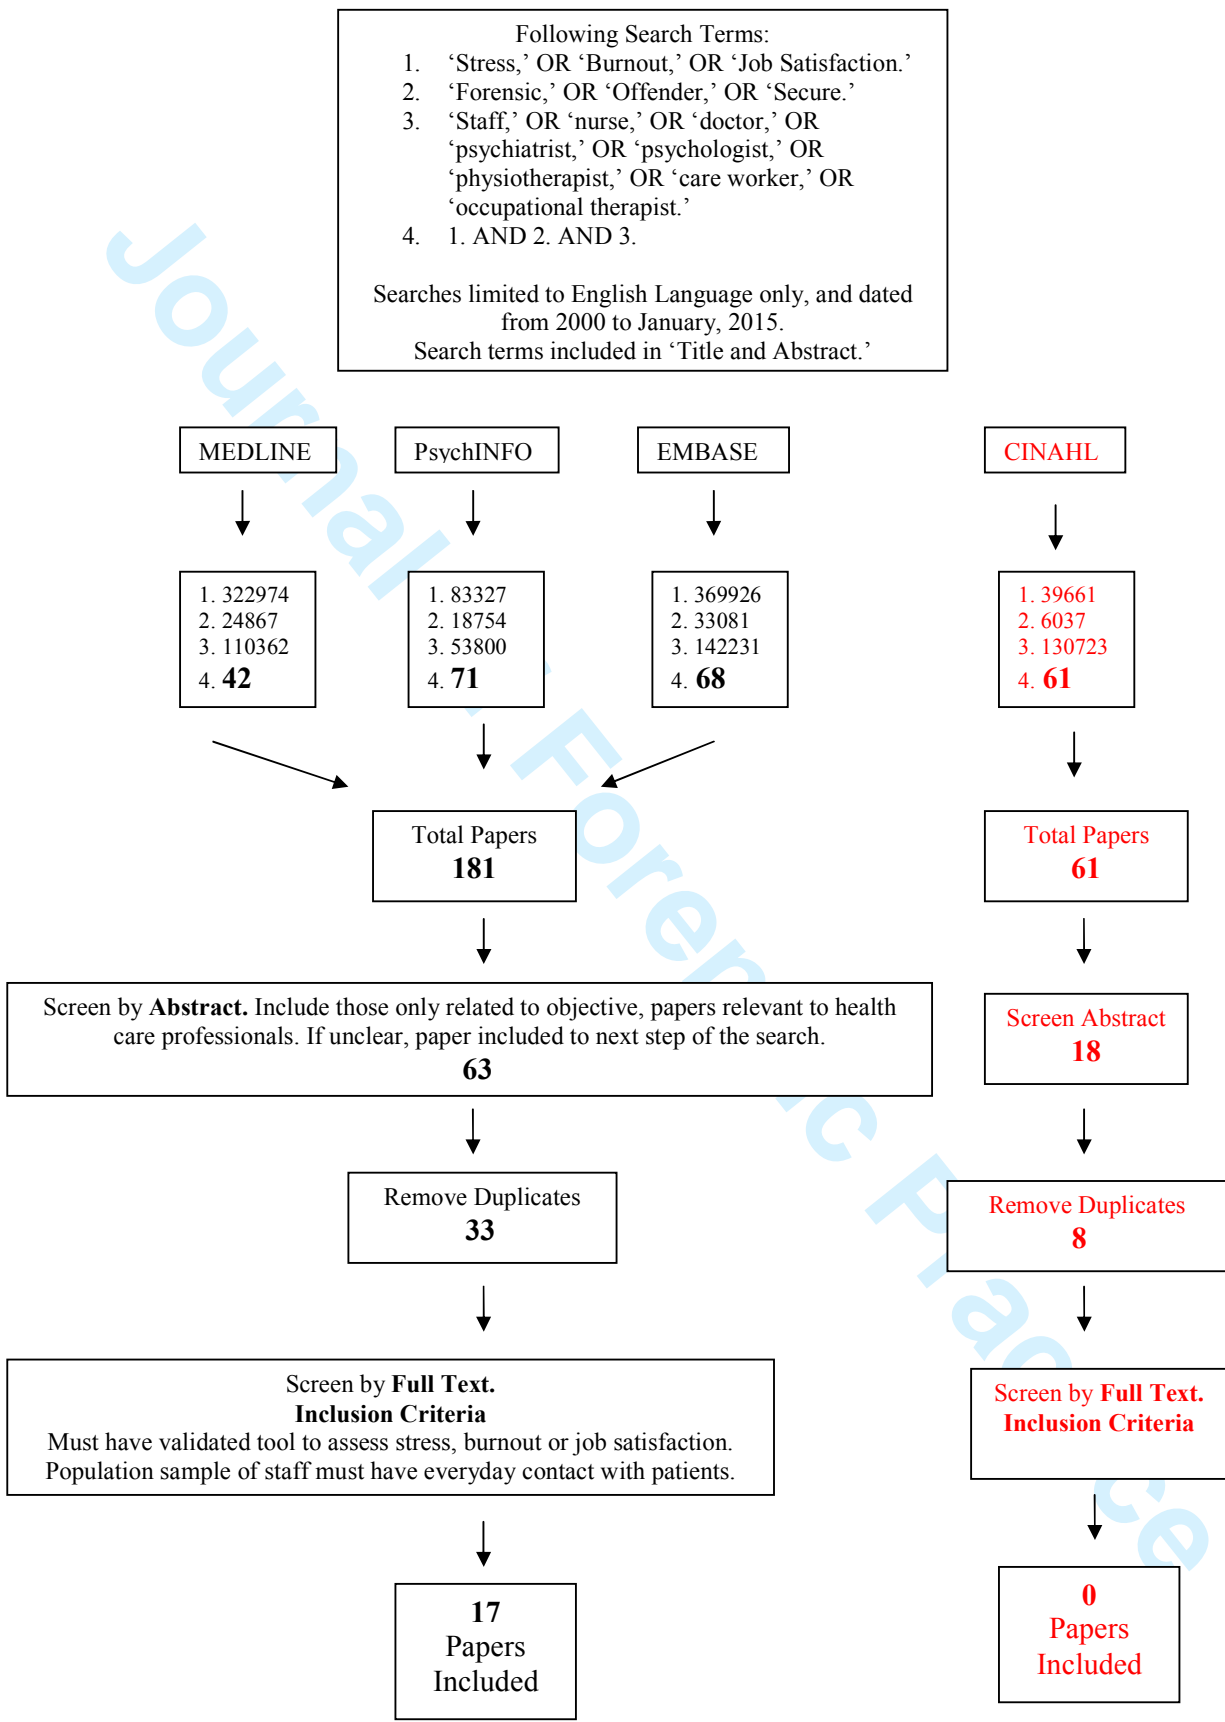 Following Search Terms:
1. ‘Stress,’ OR ‘Burnout,’ OR ‘Job Satisfaction.’
2. ‘Forensic,’ OR ‘Offender,’ OR ‘Secure.’
3. ‘Staff,’ OR ‘nurse,’ OR ‘doctor,’ OR
‘psychiatrist,’ OR ‘psychologist,’ OR
‘physiotherapist,’ OR ‘care worker,’ OR
‘occupational therapist.’
4. 1. AND 2. AND 3.
Searches limited to English Language only, and dated
from 2000 to January, 2015.
Search terms included in ‘Title and Abstract.’
MEDLINE
PsychINFO
EMBASE
CINAHL
1. 322974
2. 24867
3. 110362
4. 42
1. 83327
2. 18754
3. 53800
4. 71
1. 369926
2. 33081
3. 142231
4. 68
1. 39661
2. 6037
3. 130723
4. 61
Total Papers
181
Total Papers
61
Screen by Abstract. Include those only related to objective, papers relevant to health
care professionals. If unclear, paper included to next step of the search.
63
Screen Abstract
18
Remove Duplicates
33
Remove Duplicates
8
Screen by Full Text.
Inclusion Criteria
Must have validated tool to assess stress, burnout or job satisfaction.
Population sample of staff must have everyday contact with patients.
Screen by Full Text.
Inclusion Criteria
17
Papers
Included
0
Papers
Included
Journal of Forensic Practice